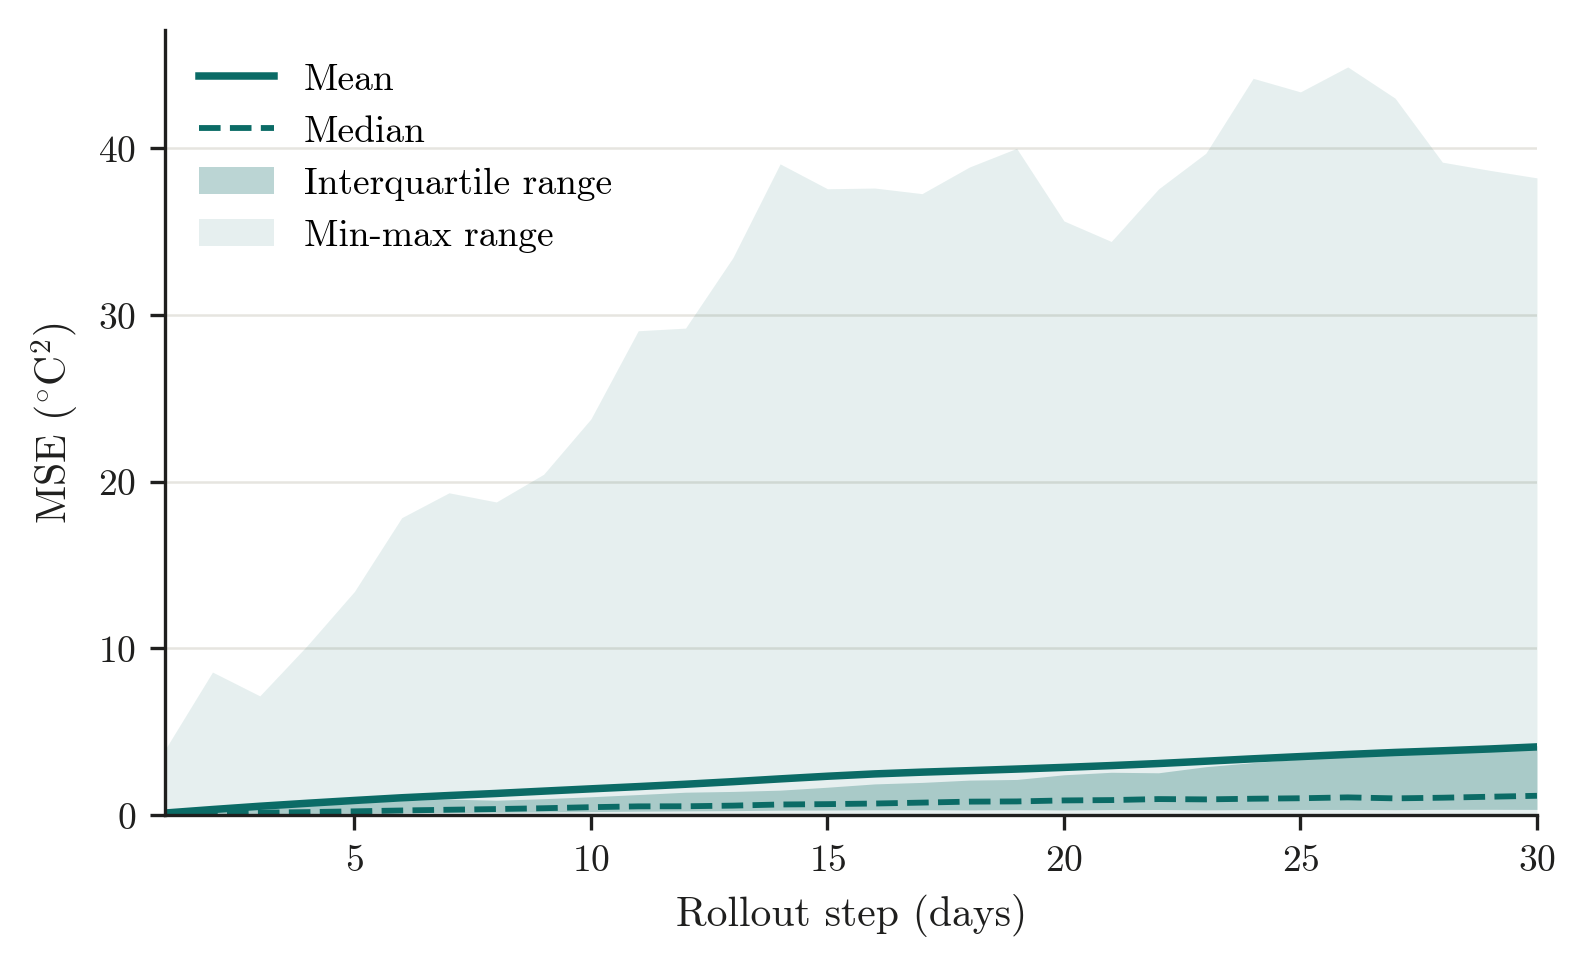 Mean
Median
Interquartile range
Min-max range
MSE (°C²)
40
30
20
10
0
5 10 15 20 25 30
Rollout step (days)